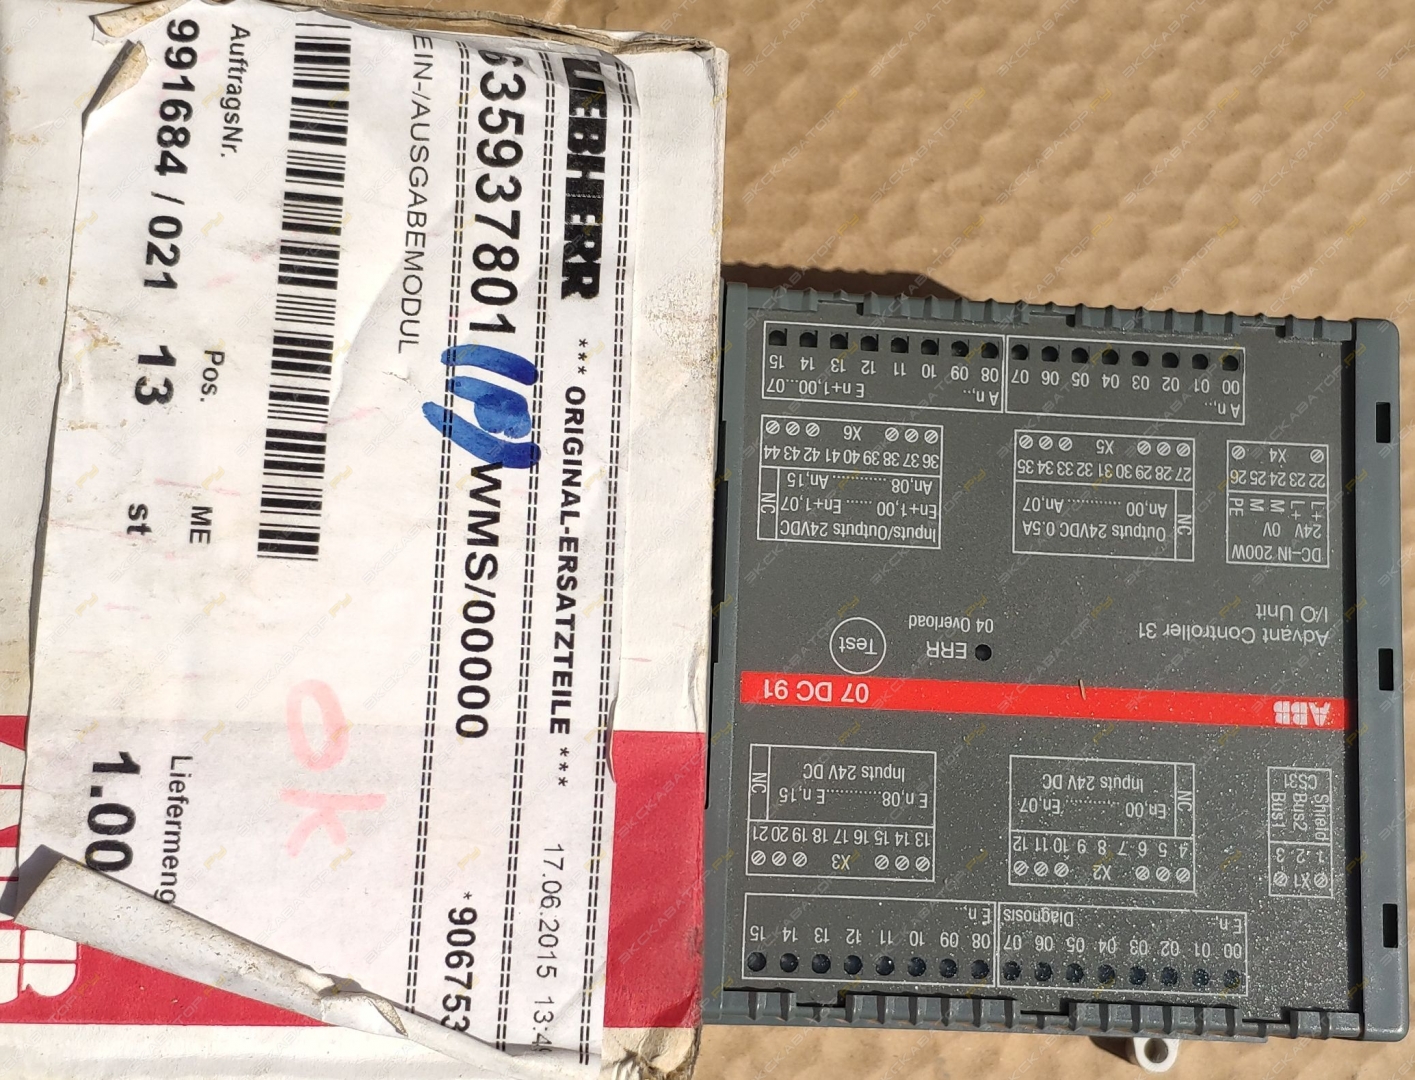 LIEBHERR *** ORIGINAL-ERSATZTEILE *** 17.06.2015 13:4
635937801 WMS/00000 *906753
EIN-/AUSGABEMODUL
AuftragsNr. Pos. ME Liefermeng
991684 / 021 13 st 1.00
ok
ABB
ABB 07 DC 91
Advant Controller 31
I/O Unit
ERR
04 Overload
Test
E n,
00 01 02 03 04 05 06 07
Diagnosis
E n,
08 09 10 11 12 13 14 15
X1
1 . 2 . 3
Bus1
Bus2
Shield
CS31
X2
4 5 6 7 8 9 10 11 12
NC
En,00..........En,07
Inputs 24V DC
X3
13 14 15 16 17 18 19 20 21
En,08..............En,15
Inputs 24V DC
NC
DC-IN 200W
24V 0V
L+ L+ M M PE
22 23 24 25 26
X4
NC
Outputs 24VDC 0.5A
An,00 ............. An,07
27 28 29 30 31 32 33 34 35
X5
Inputs/Outputs 24VDC
En+1,00 .......... En+1,07
An,08 .............. An,15
NC
36 37 38 39 40 41 42 43 44
X6
A n,
00 01 02 03 04 05 06 07
A n,.. E n+1,00...07
08 09 10 11 12 13 14 15
ЭКСКАВАТОР.РУ